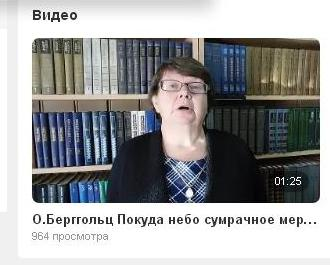 Видео
01:25
О.Берггольц Покуда небо сумрачное мер...
964 просмотра